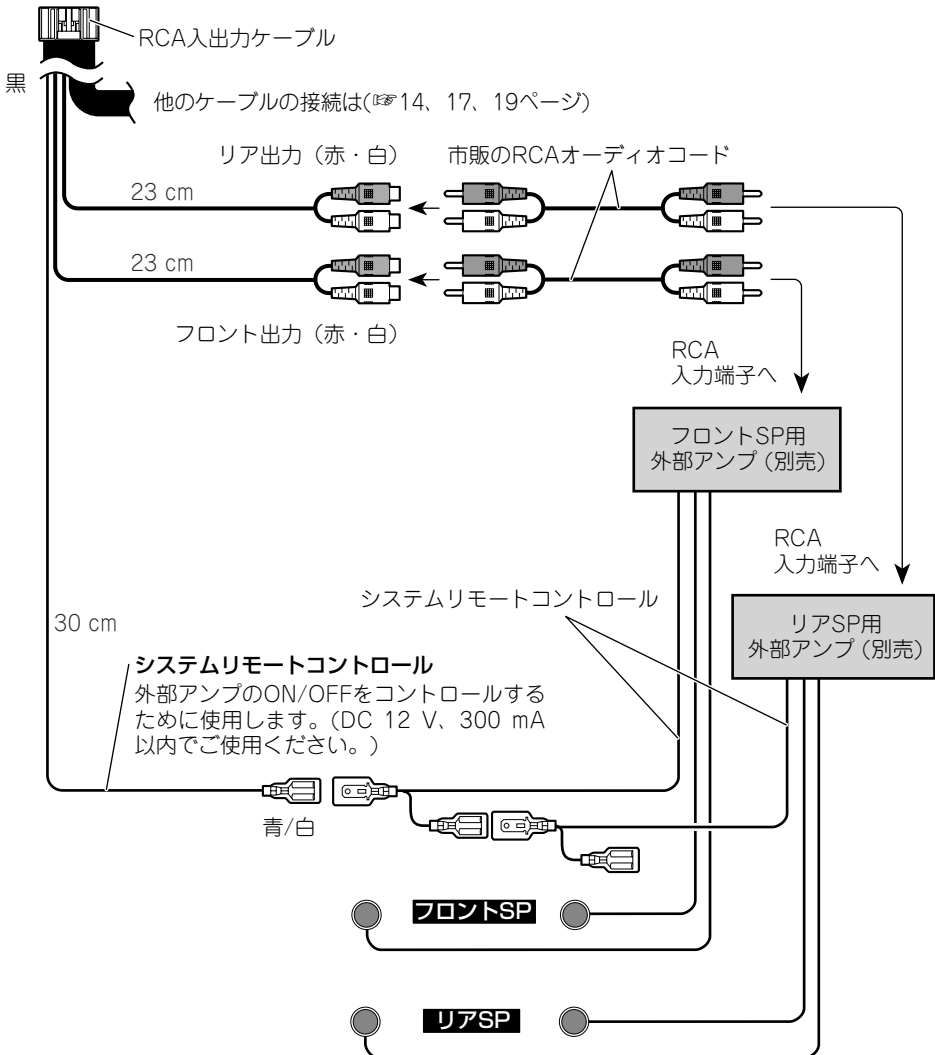 RCA入出力ケーブル
黒
他のケーブルの接続は(☞14、17、19ページ)
リア出力（赤・白）
市販のRCAオーディオコード
23 cm
23 cm
フロント出力（赤・白）
RCA
入力端子へ
フロントSP用
外部アンプ（別売）
RCA
入力端子へ
システムリモートコントロール
リアSP用
外部アンプ（別売）
30 cm
システムリモートコントロール
外部アンプのON/OFFをコントロールする
ために使用します。(DC 12 V、300 mA
以内でご使用ください。)
青/白
フロントSP
リアSP